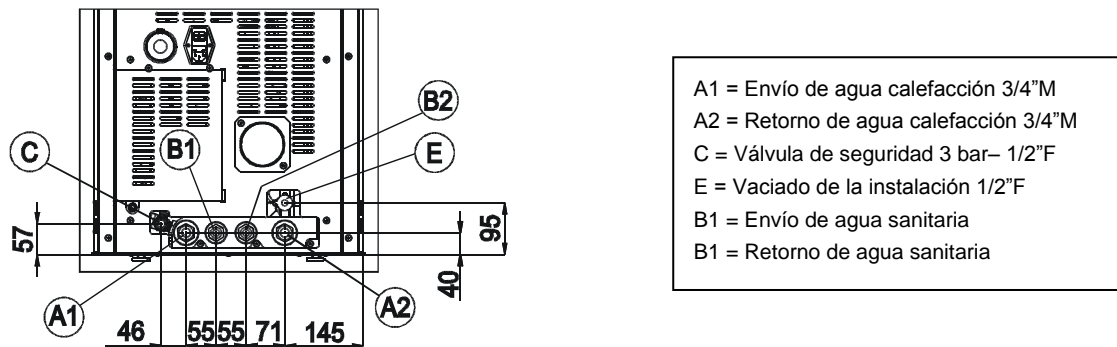 B2
C
B1
E
57
95
40
A1
A2
46
55
55
71
145
A1 = Envío de agua calefacción 3/4”M
A2 = Retorno de agua calefacción 3/4”M
C = Válvula de seguridad 3 bar– 1/2”F
E = Vaciado de la instalación 1/2”F
B1 = Envío de agua sanitaria
B1 = Retorno de agua sanitaria